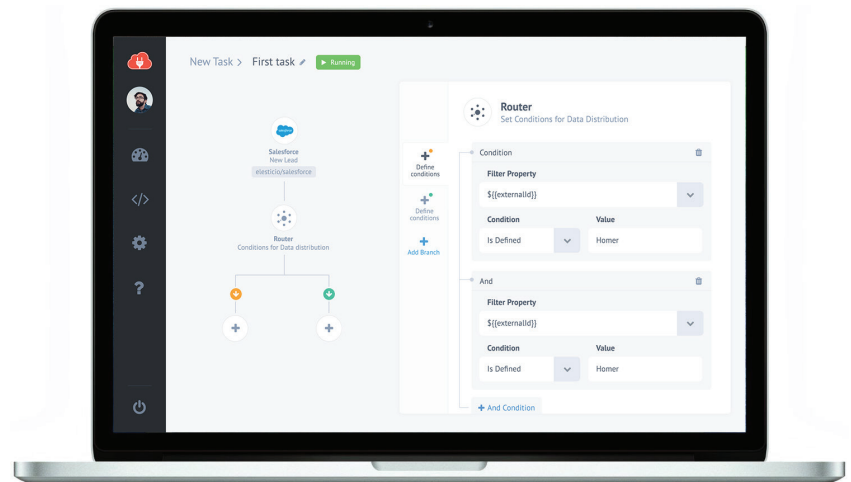 New Task > First task
Running
Salesforce
New Lead
elesticio/salesforce
Router
Conditions for Data distribution
Define
conditions
Define
conditions
Add Branch
Router
Set Conditions for Data Distribution
Condition
Filter Property
${{externalId}}
Condition Value
Is Defined Homer
And
Filter Property
${{externalId}}
Condition Value
Is Defined Homer
And Condition